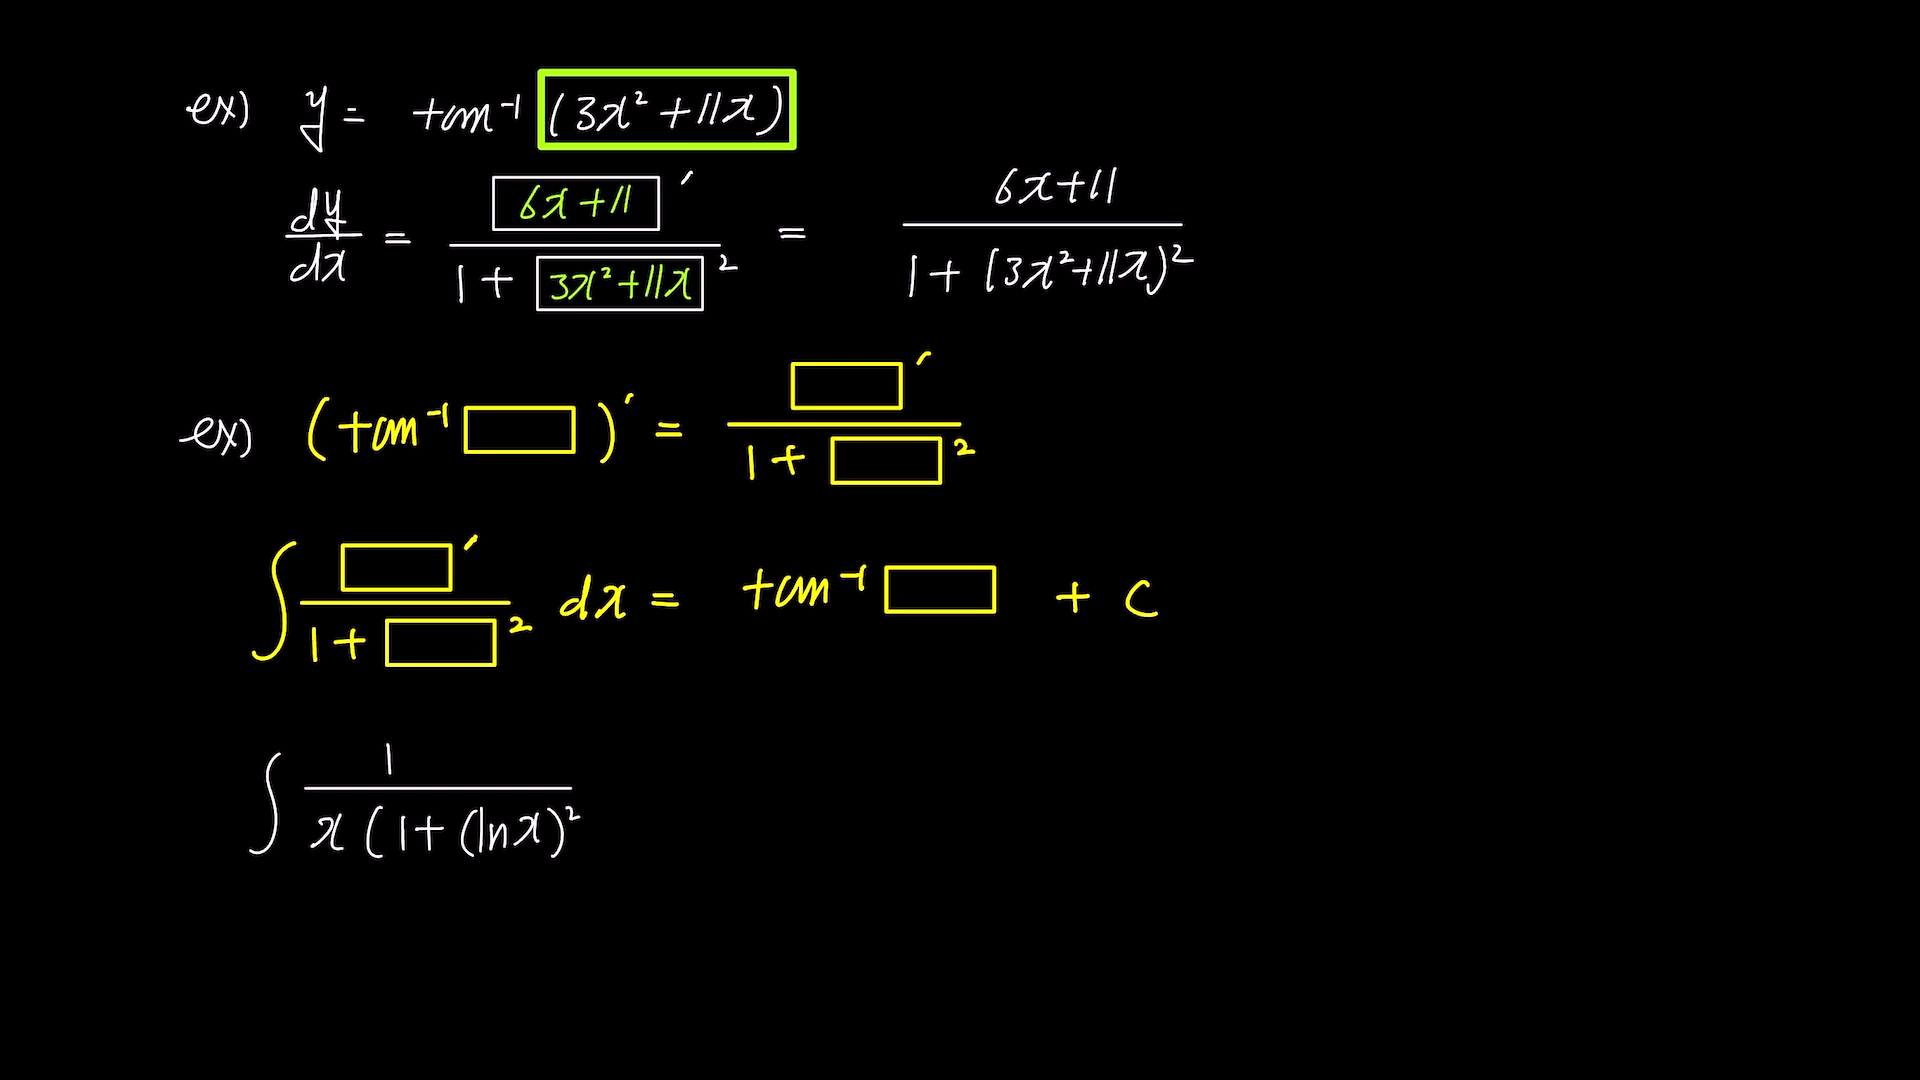 ex) y = tan⁻¹ (3x² + 11x)
dy/dx = 6x+11 ′ / 1 + 3x²+11x ² = 6x+11 / 1 + (3x²+11x)²
ex) (tan⁻¹ □ )′ = □′ / 1 + □²
∫ □′ / 1 + □² dx = tan⁻¹ □ + c
∫ 1 / x (1 + (lnx)²